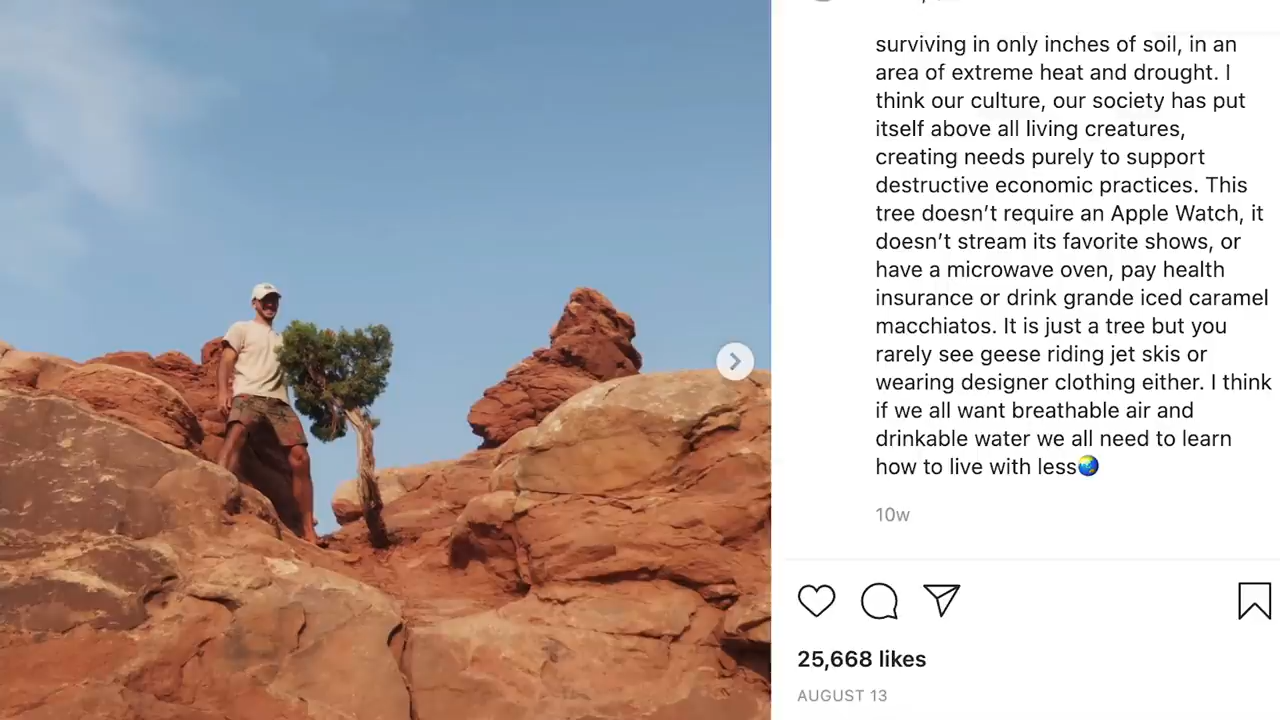 surviving in only inches of soil, in an
area of extreme heat and drought. I
think our culture, our society has put
itself above all living creatures,
creating needs purely to support
destructive economic practices. This
tree doesn’t require an Apple Watch, it
doesn’t stream its favorite shows, or
have a microwave oven, pay health
insurance or drink grande iced caramel
macchiatos. It is just a tree but you
rarely see geese riding jet skis or
wearing designer clothing either. I think
if we all want breathable air and
drinkable water we all need to learn
how to live with less🌏
10w
25,668 likes
AUGUST 13